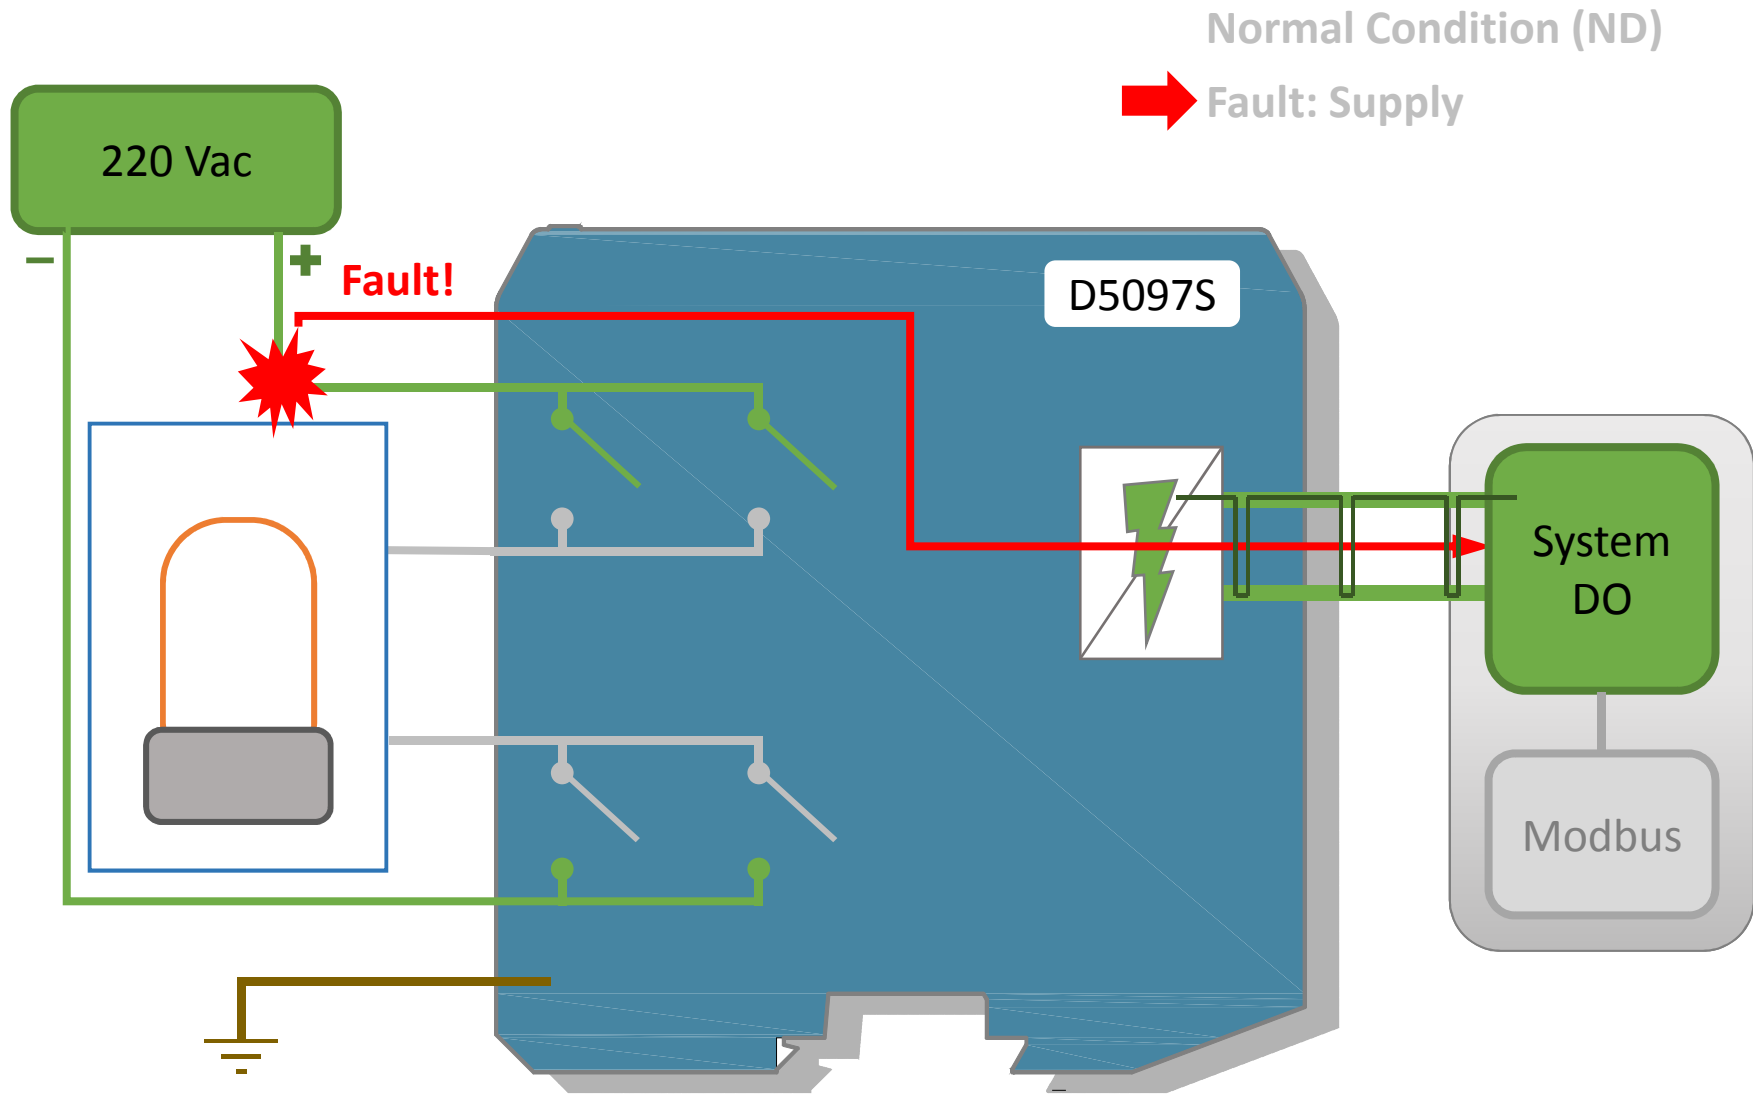 Normal Condition (ND)
Fault: Supply
220 Vac
Fault!
D5097S
System
DO
Modbus